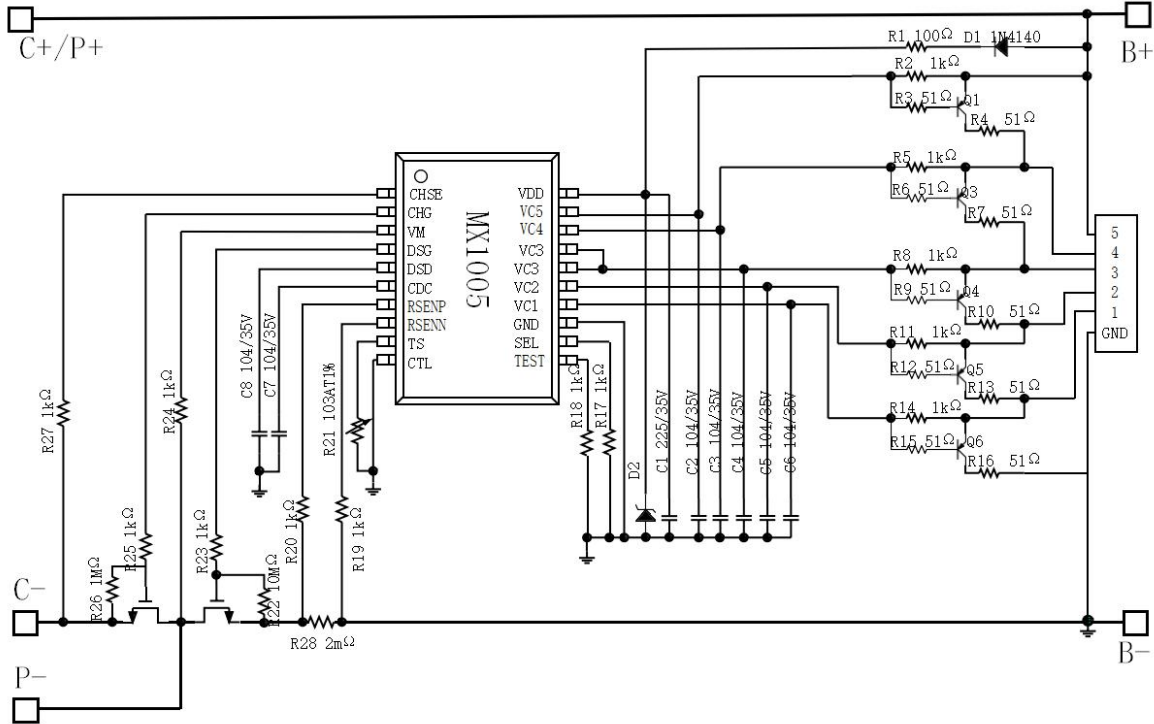 C+/P+
B+
R1 100Ω
D1 1N4140
R2 1kΩ
R3 51Ω
Q1
R4 51Ω
R5 1kΩ
R6 51Ω
Q3
R7 51Ω
R8 1kΩ
R9 51Ω
Q4
R10 51Ω
R11 1kΩ
R12 51Ω
Q5
R13 51Ω
R14 1kΩ
R15 51Ω
Q6
R16 51Ω
5
4
3
2
1
GND
MX1005
CHSE
CHG
VM
DSG
DSD
CDC
RSENP
RSENN
TS
CTL
VDD
VC5
VC4
VC3
VC3
VC2
VC1
GND
SEL
TEST
R27 1kΩ
R24 1kΩ
C8 104/35V
C7 104/35V
R21 103AT1%
R18 1kΩ
R17 1kΩ
D2
C1 225/35V
C2 104/35V
C3 104/35V
C4 104/35V
C5 104/35V
C6 104/35V
R26 1MΩ
R25 1kΩ
R23 1kΩ
R22 10MΩ
R20 1kΩ
R19 1kΩ
R28 2mΩ
C-
B-
P-